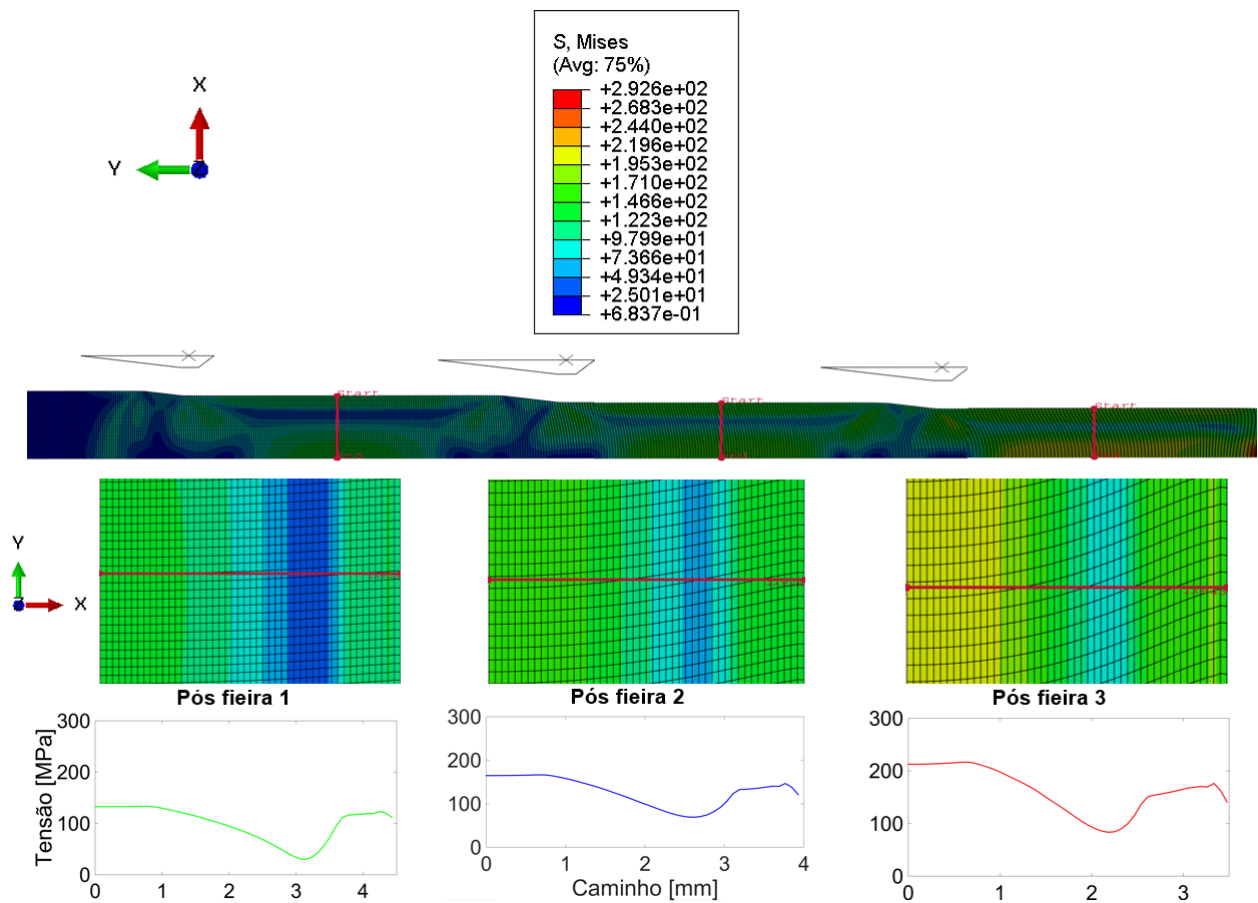 S, Mises
(Avg: 75%)
+2.926e+02
+2.683e+02
+2.440e+02
+2.196e+02
+1.953e+02
+1.710e+02
+1.466e+02
+1.223e+02
+9.799e+01
+7.366e+01
+4.934e+01
+2.501e+01
+6.837e-01
X
Y
Z
Start
Start
Start
End
End
End
Y
X
Pós fieira 1
Pós fieira 2
Pós fieira 3
300
200
100
0
Tensão [MPa]
0 1 2 3 4
300
200
100
0
0 1 2 3 4
Caminho [mm]
300
200
100
0
0 1 2 3